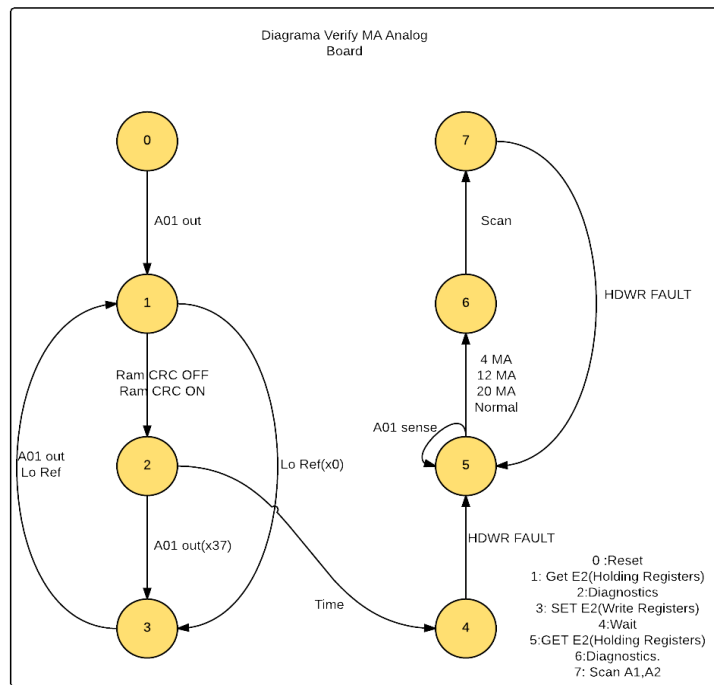 Diagrama Verify MA Analog
Board
0
7
A01 out
Scan
1
6
HDWR FAULT
Ram CRC OFF
Ram CRC ON
4 MA
12 MA
20 MA
Normal
A01 sense
A01 out
Lo Ref
2
Lo Ref(x0)
5
A01 out(x37)
HDWR FAULT
Time
3
4
0 :Reset
1: Get E2(Holding Registers)
2:Diagnostics
3: SET E2(Write Registers)
4:Wait
5:GET E2(Holding Registers)
6:Diagnostics.
7: Scan A1,A2